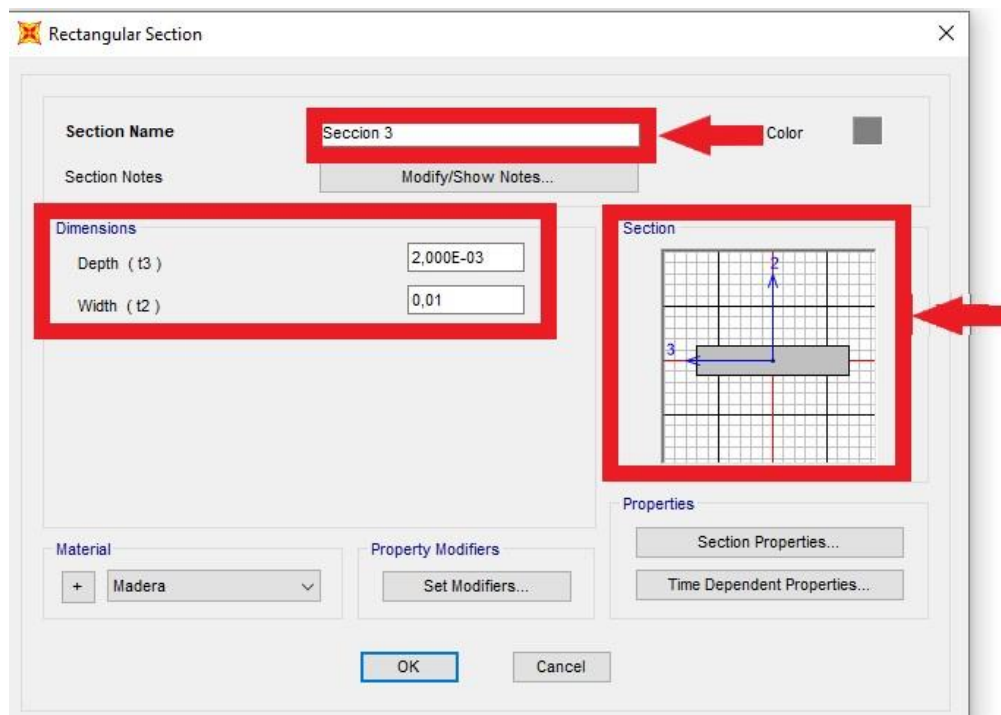 Rectangular Section
Section Name
Seccion 3
Color
Section Notes
Modify/Show Notes...
Dimensions
Depth ( t3 )
2,000E-03
Width ( t2 )
0,01
Section
2
3
Properties
Section Properties...
Time Dependent Properties...
Material
+
Madera
Property Modifiers
Set Modifiers...
OK
Cancel